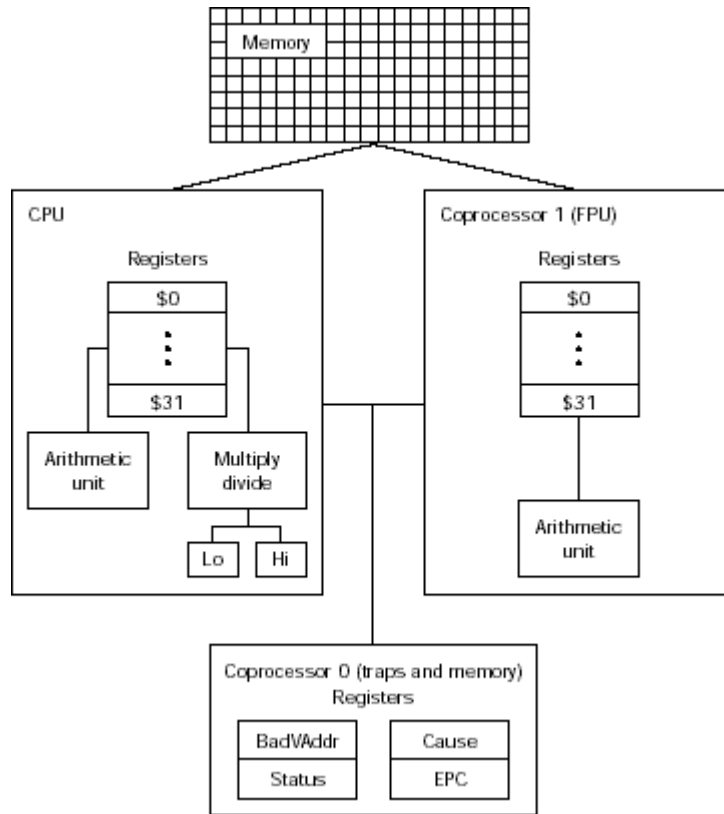 Memory
CPU
Registers
$0
$31
Arithmetic
unit
Multiply
divide
Lo
Hi
Coprocessor 1 (FPU)
Registers
$0
$31
Arithmetic
unit
Coprocessor 0 (traps and memory)
Registers
BadVAddr
Status
Cause
EPC